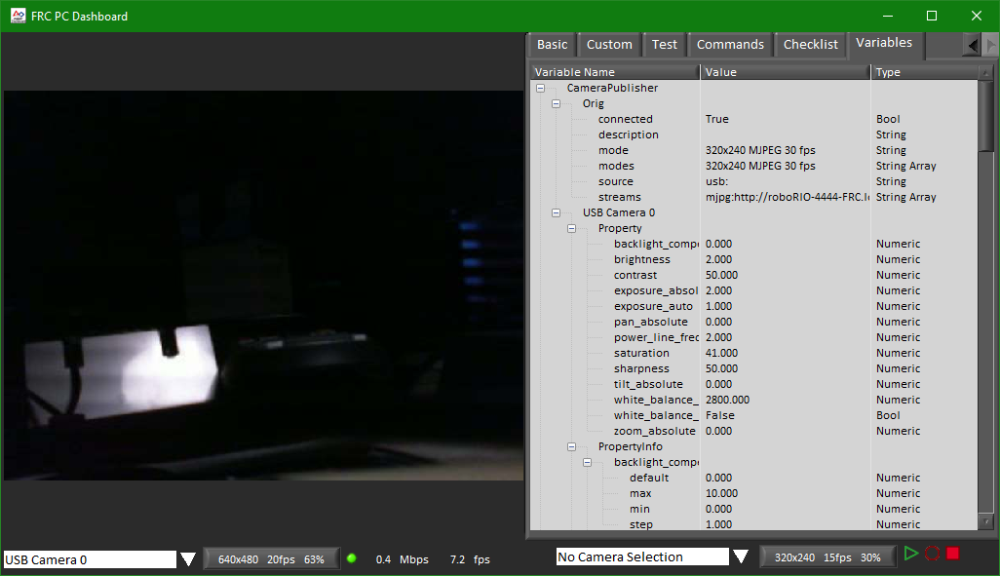 FRC PC Dashboard
Basic Custom Test Commands Checklist Variables
Variable Name Value Type
CameraPublisher
Orig
connected True Bool
description String
mode 320x240 MJPEG 30 fps String
modes 320x240 MJPEG 30 fps String Array
source usb: String
streams mjpg:http://roboRIO-4444-FRC.l String Array
USB Camera 0
Property
backlight_compe 0.000 Numeric
brightness 2.000 Numeric
contrast 50.000 Numeric
exposure_absol 2.000 Numeric
exposure_auto 1.000 Numeric
pan_absolute 0.000 Numeric
power_line_frec 2.000 Numeric
saturation 41.000 Numeric
sharpness 50.000 Numeric
tilt_absolute 0.000 Numeric
white_balance_ 2800.000 Numeric
white_balance_ False Bool
zoom_absolute 0.000 Numeric
PropertyInfo
backlight_compe
default 0.000 Numeric
max 10.000 Numeric
min 0.000 Numeric
step 1.000 Numeric
USB Camera 0 640x480 20fps 63% 0.4 Mbps 7.2 fps No Camera Selection 320x240 15fps 30%